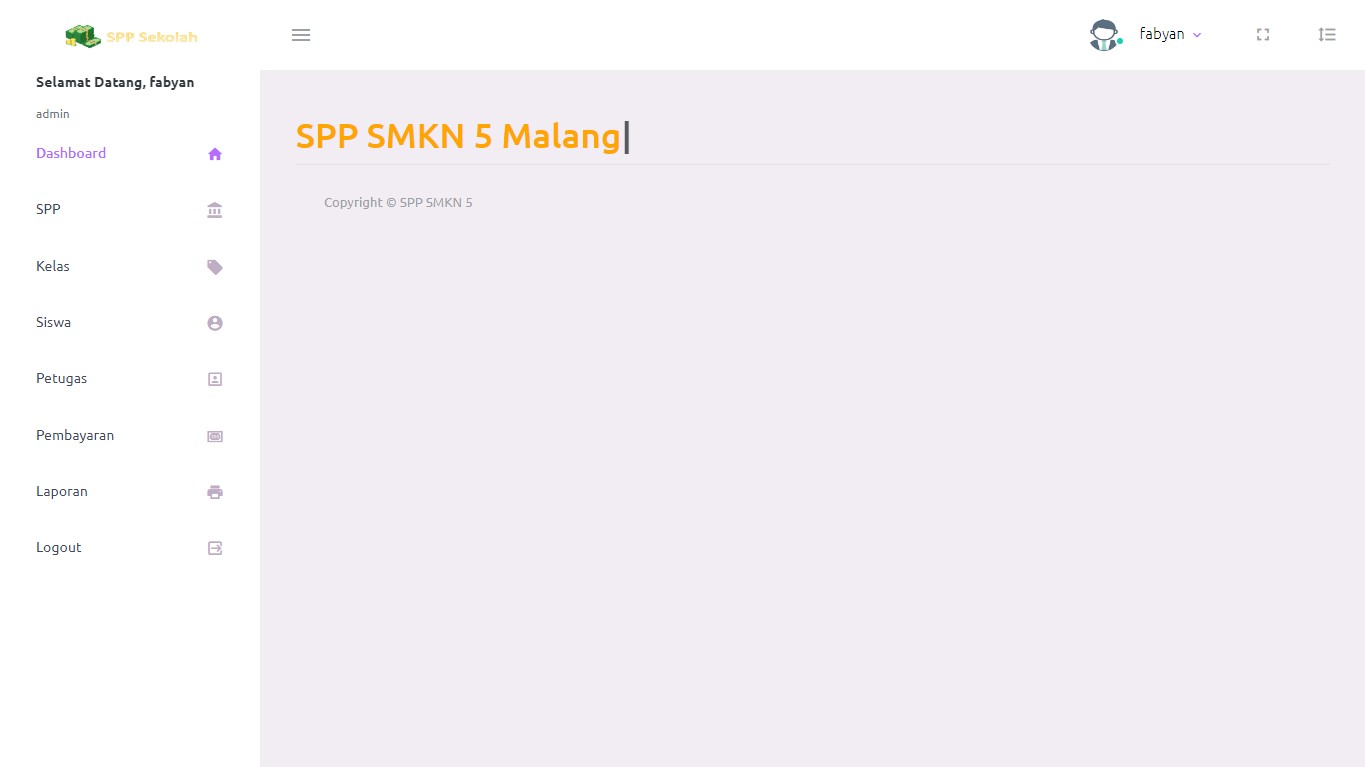 SPP Sekolah
fabyan
Selamat Datang, fabyan
admin
Dashboard
SPP
Kelas
Siswa
Petugas
Pembayaran
Laporan
Logout
SPP SMKN 5 Malang|
Copyright © SPP SMKN 5